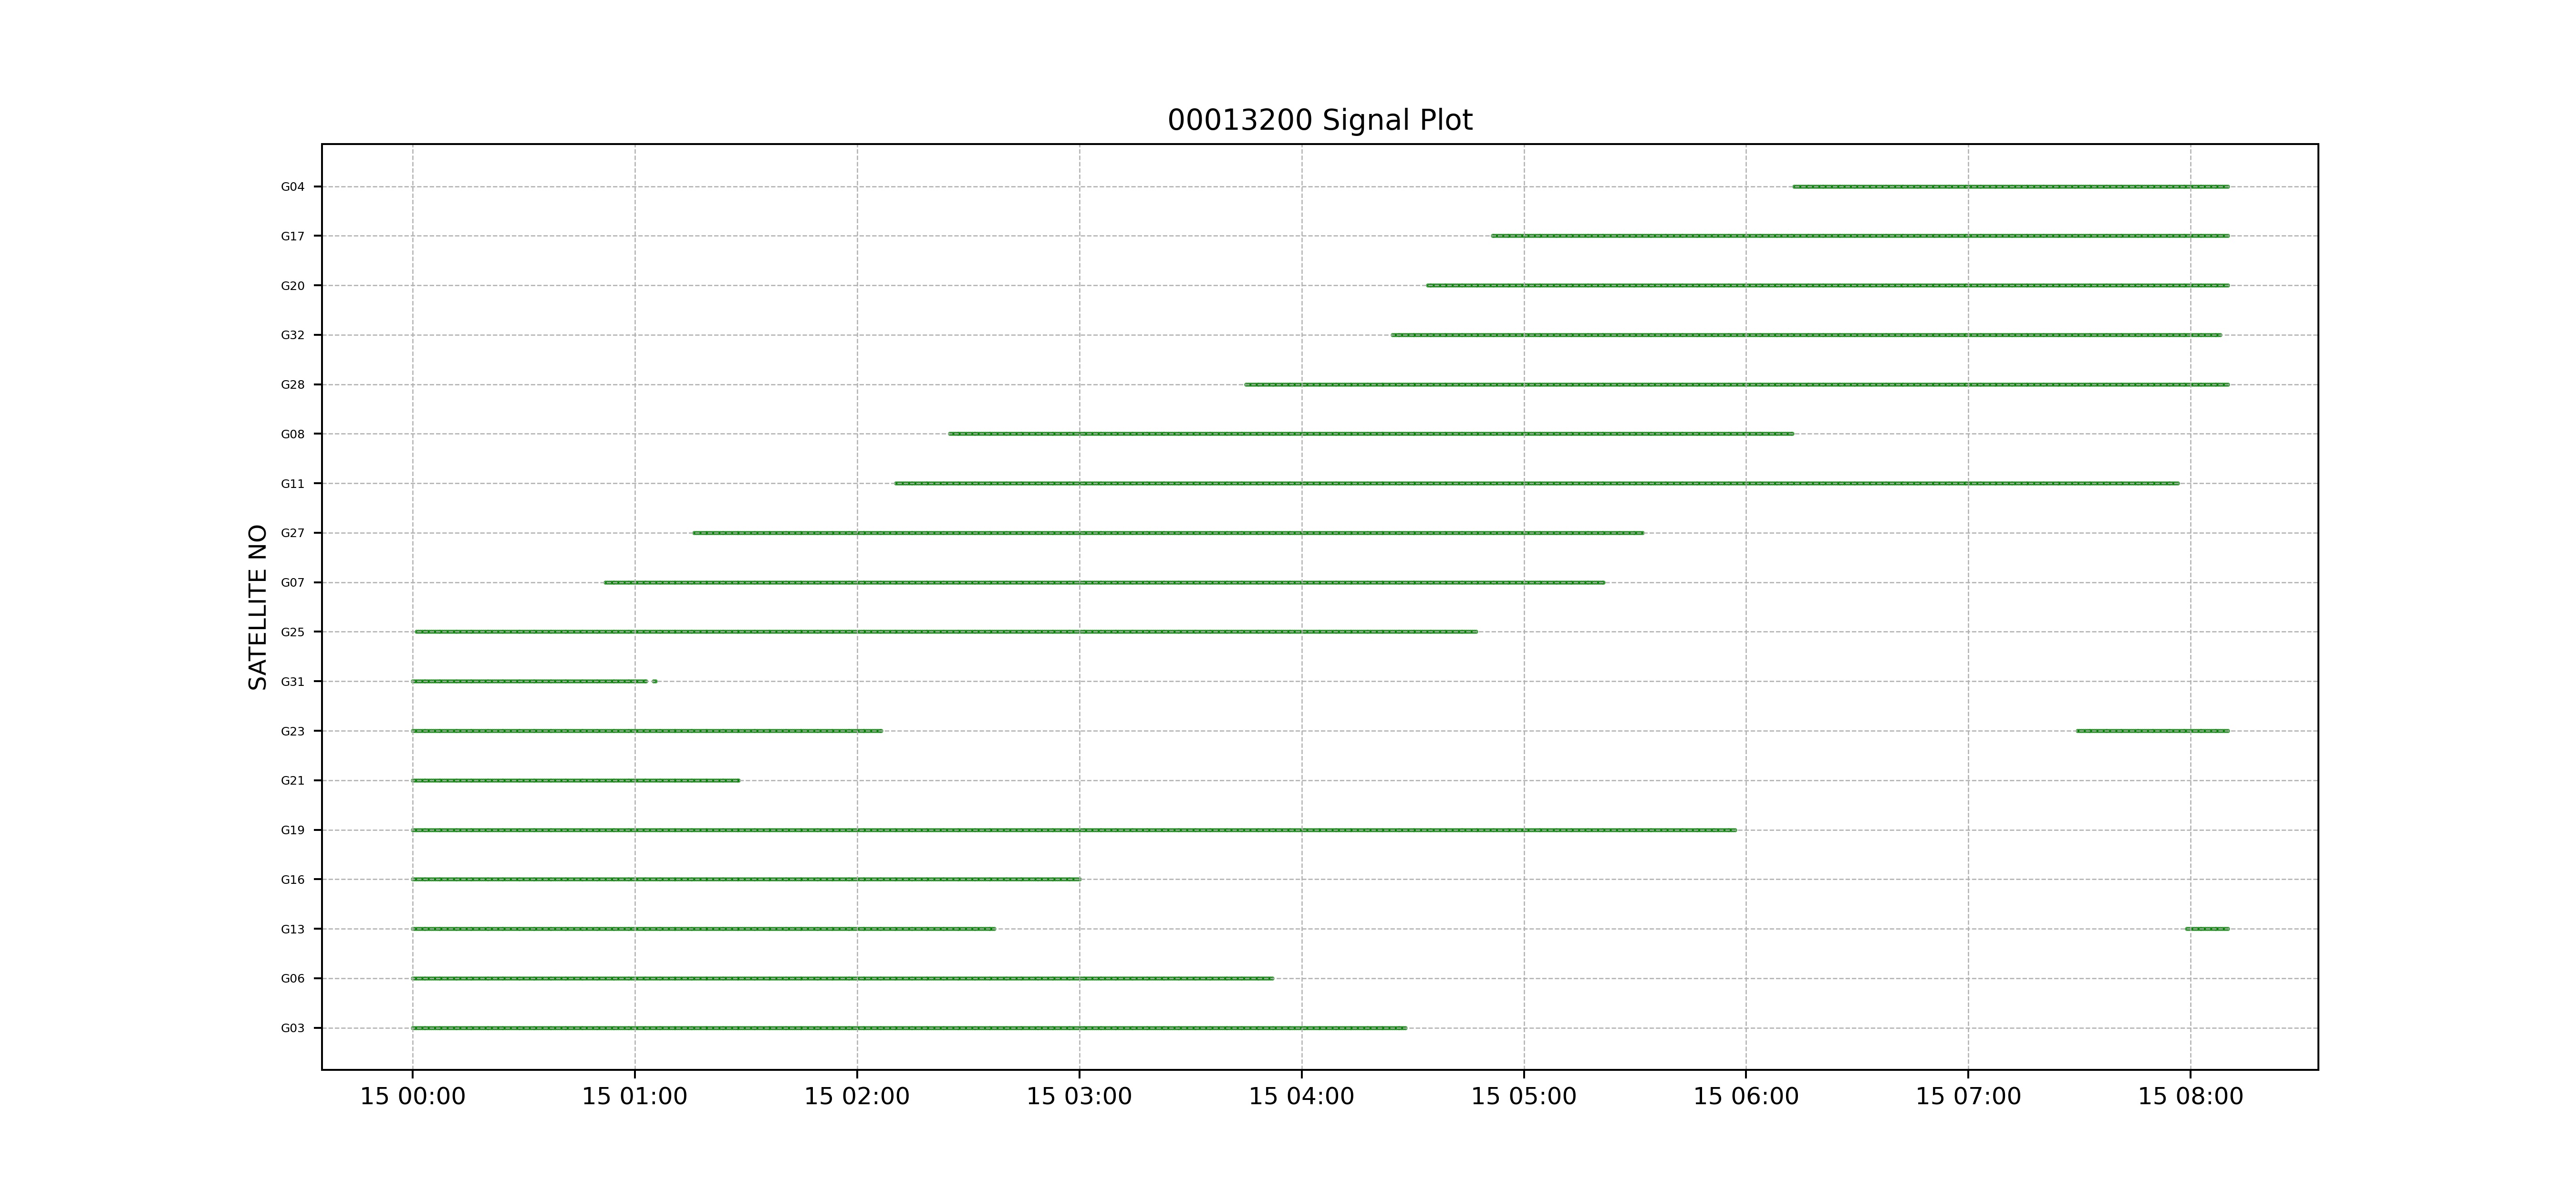 00013200 Signal Plot
SATELLITE NO
G04
G17
G20
G32
G28
G08
G11
G27
G07
G25
G31
G23
G21
G19
G16
G13
G06
G03
15 00:00 15 01:00 15 02:00 15 03:00 15 04:00 15 05:00 15 06:00 15 07:00 15 08:00